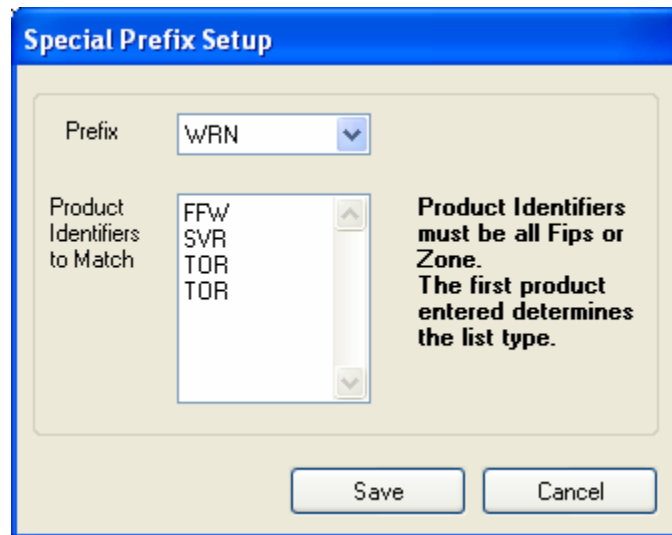 Special Prefix Setup
Prefix
WRN
Product
Identifiers
to Match
FFW
SVR
TOR
TOR
Product Identifiers
must be all Fips or
Zone.
The first product
entered determines
the list type.
Save
Cancel